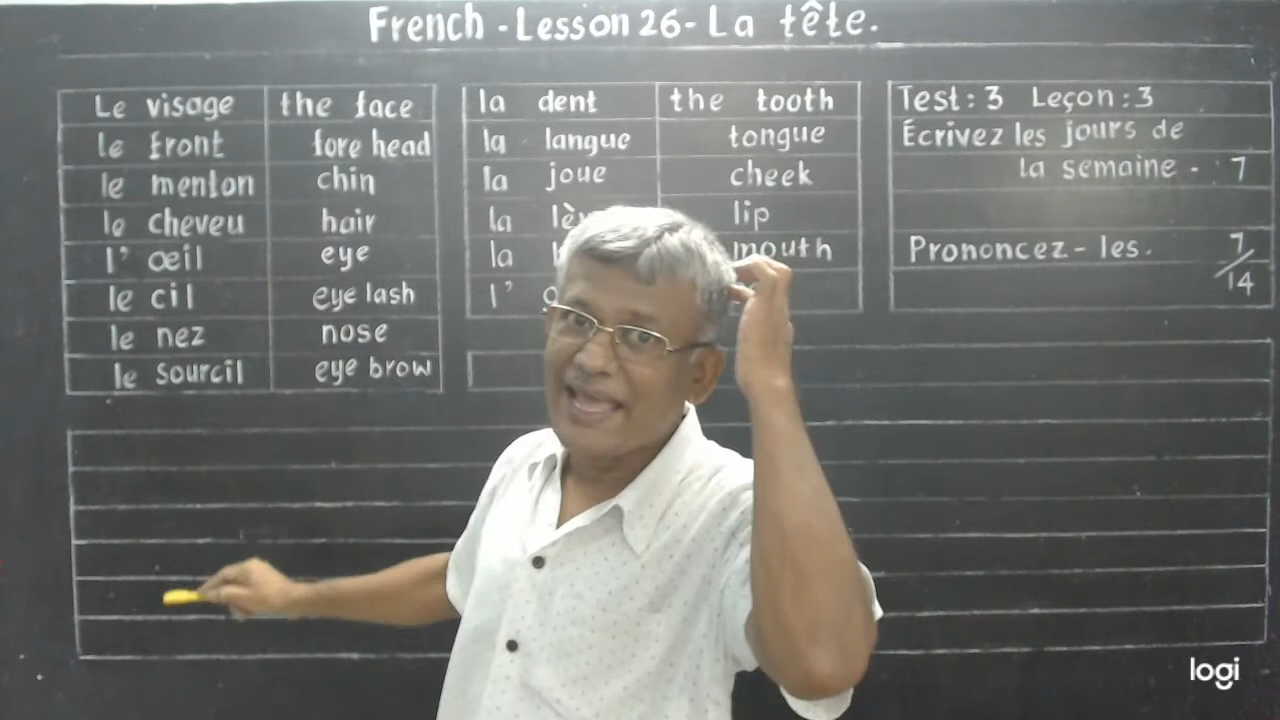 French - Lesson 26 - La tête.
Le visage the face
le front fore head
le menton chin
le cheveu hair
l' œil eye
le cil eye lash
le nez nose
le sourcil eye brow
la dent the tooth
la langue tongue
la joue cheek
la lip
la mouth
l'
Test : 3 Leçon : 3
Écrivez les jours de
la semaine - 7
Prononcez - les. 7/14
logi